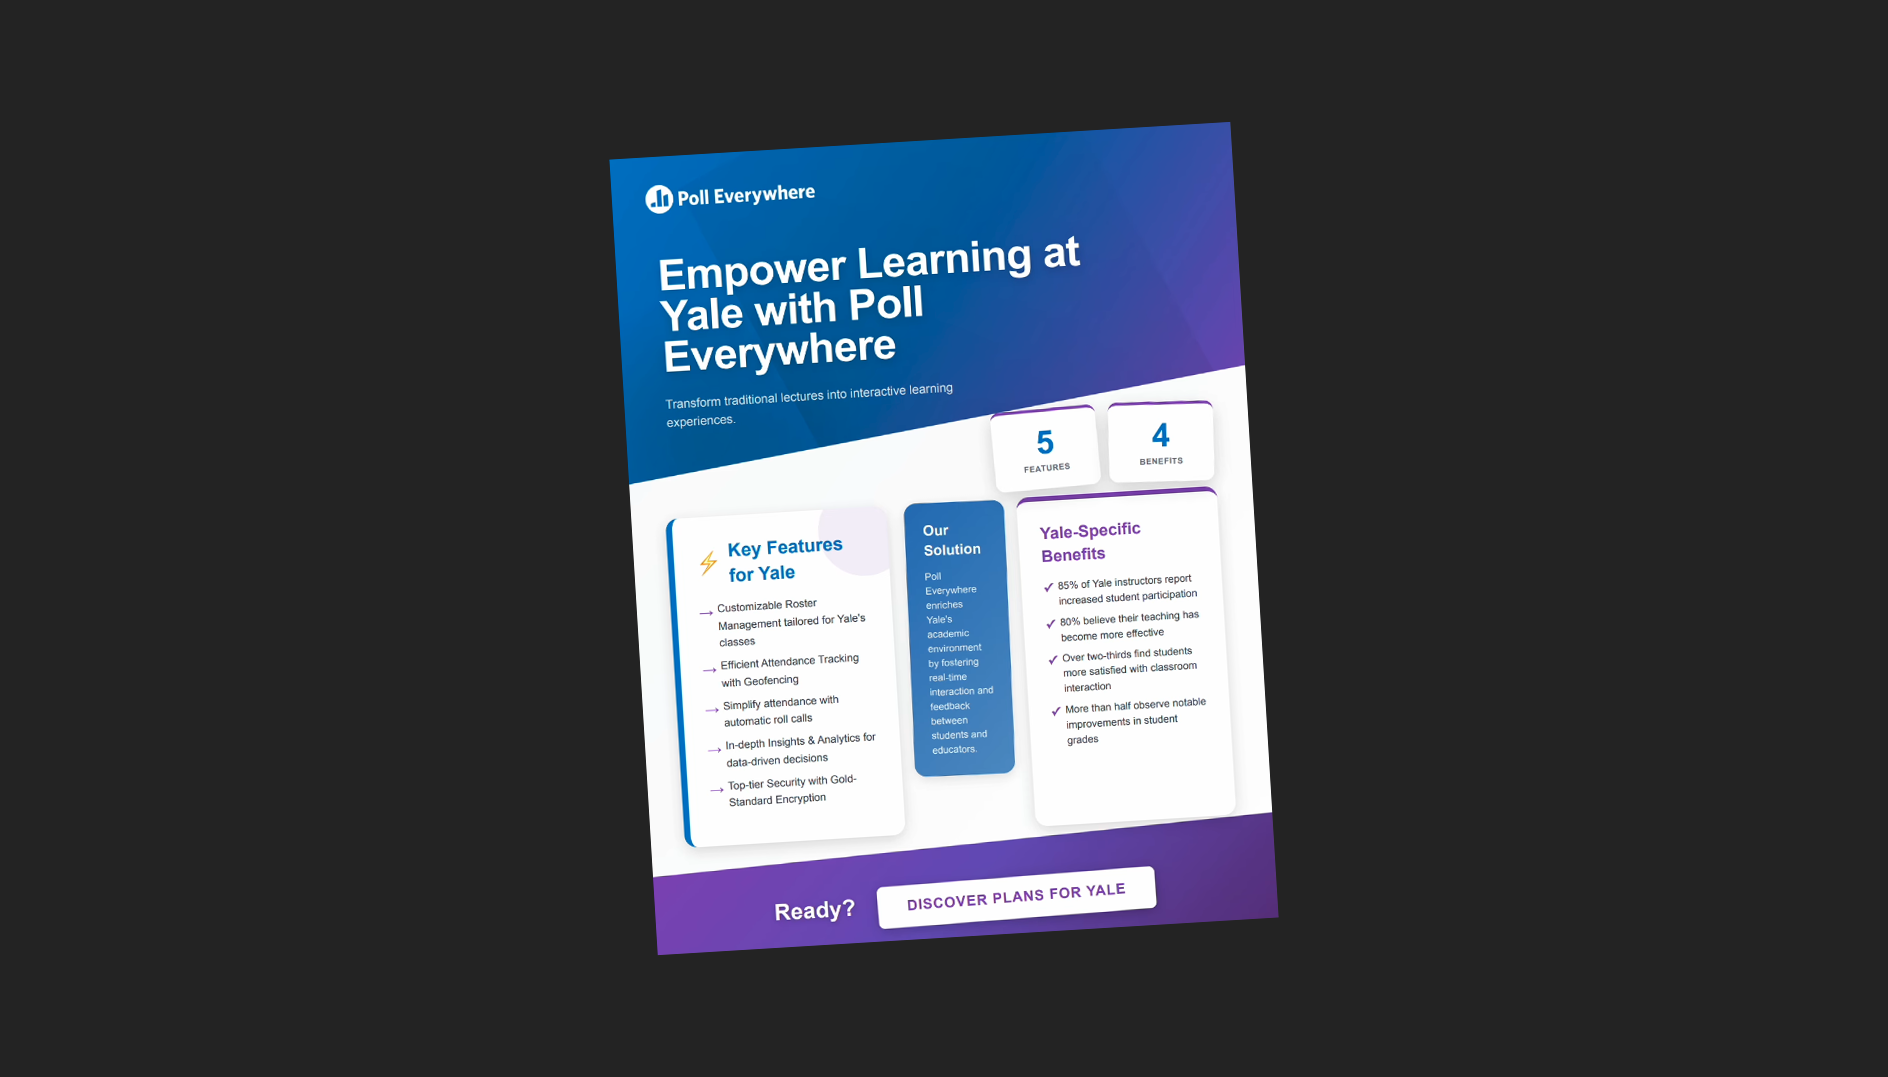 Poll Everywhere
Empower Learning at
Yale with Poll
Everywhere
Transform traditional lectures into interactive learning
experiences.
5
FEATURES
4
BENEFITS
Key Features
for Yale
Customizable Roster
Management tailored for Yale's
classes
Efficient Attendance Tracking
with Geofencing
Simplify attendance with
automatic roll calls
In-depth Insights & Analytics for
data-driven decisions
Top-tier Security with Gold-
Standard Encryption
Our
Solution
Poll
Everywhere
enriches
Yale's
academic
environment
by fostering
real-time
interaction and
feedback
between
students and
educators.
Yale-Specific
Benefits
85% of Yale instructors report
increased student participation
80% believe their teaching has
become more effective
Over two-thirds find students
more satisfied with classroom
interaction
More than half observe notable
improvements in student
grades
Ready?
DISCOVER PLANS FOR YALE